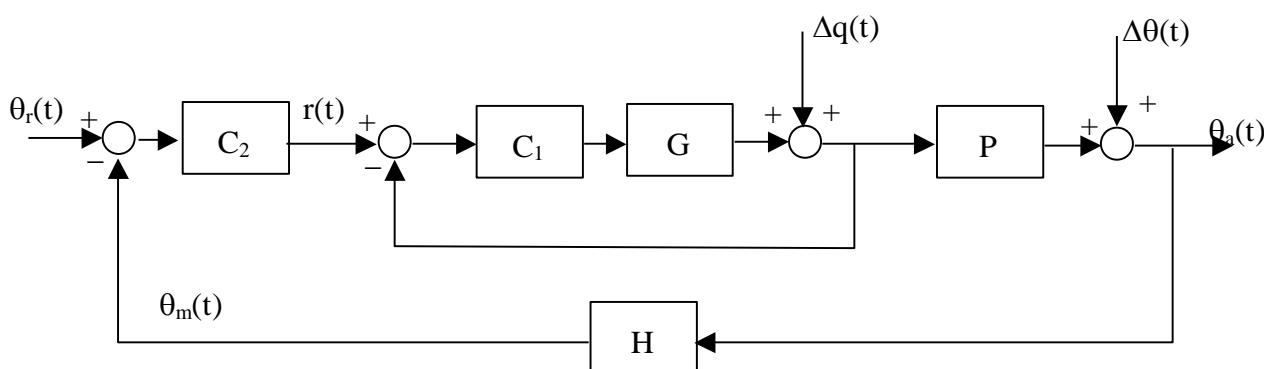 Δq(t)
Δθ(t)
θᵣ(t)
+
−
C₂
r(t)
+
−
C₁
G
+
+
P
+
+
θₐ(t)
θₘ(t)
H